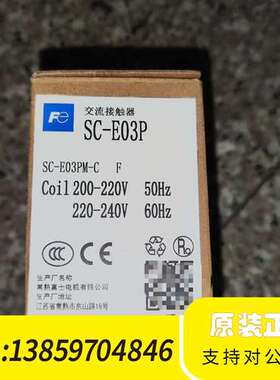 Fe
交流接触器
SC-E03P
SC-E03PM-C F
Coil 200-220V 50Hz
220-240V 60Hz
生产厂名称
常熟富士电机有限公司
生产厂地址
江苏省常熟市东山路18号
原装正
:13859704846
支持对公